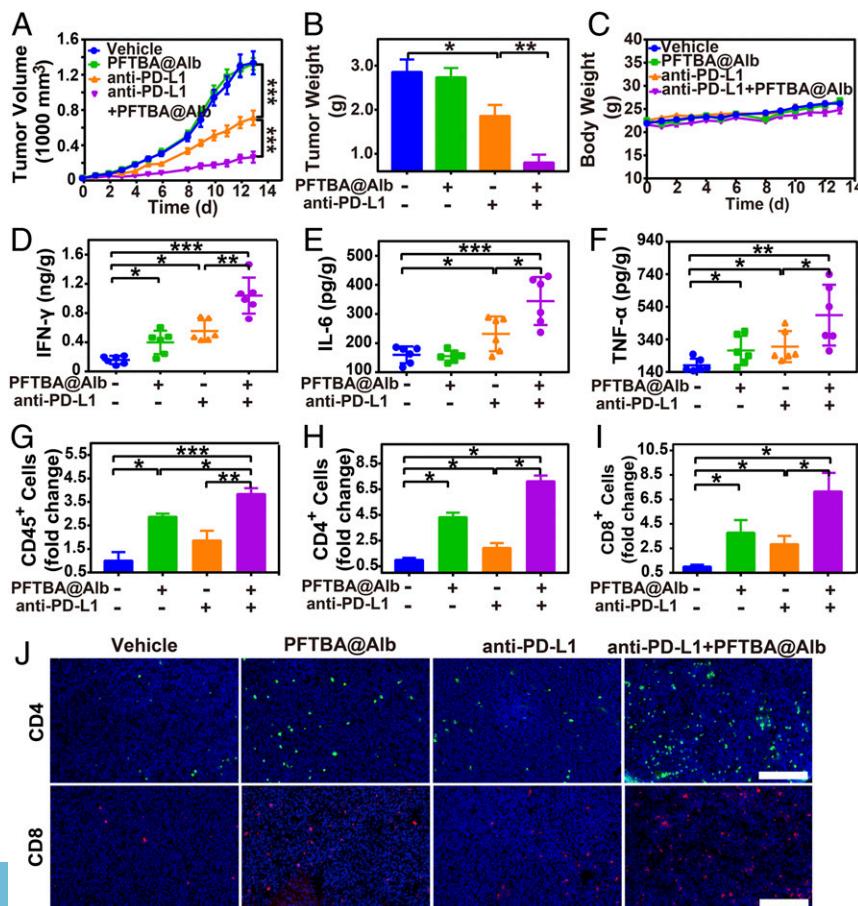 A
Tumor Volume
(1000 mm³)
1.6
1.2
0.8
0.4
0.0
0 2 4 6 8 10 12 14
Time (d)
Vehicle
PFTBA@Alb
anti-PD-L1
anti-PD-L1
+PFTBA@Alb
***
***
B
Tumor Weight
(g)
3.0
2.0
1.0
* **
PFTBA@Alb - + - +
anti-PD-L1 - - + +
C
Body Weight
(g)
40
35
30
25
20
15
10
0 2 4 6 8 10 12 14
Time (d)
Vehicle
PFTBA@Alb
anti-PD-L1
anti-PD-L1+PFTBA@Alb
D
IFN-γ (ng/g)
1.6
1.2
0.8
0.4
0.0
***
*
* **
PFTBA@Alb - + - +
anti-PD-L1 - - + +
E
IL-6 (pg/g)
500
400
300
200
100
***
* *
PFTBA@Alb - + - +
anti-PD-L1 - - + +
F
TNF-α (pg/g)
940
740
540
340
140
**
* *
*
PFTBA@Alb - + - +
anti-PD-L1 - - + +
G
CD45⁺ Cells
(fold change)
5.5
4.5
3.5
2.5
1.5
0.5
***
* *
**
PFTBA@Alb - + - +
anti-PD-L1 - - + +
H
CD4⁺ Cells
(fold change)
8.5
6.5
4.5
2.5
0.5
*
* *
*
PFTBA@Alb - + - +
anti-PD-L1 - - + +
I
CD8⁺ Cells
(fold change)
10.5
8.5
6.5
4.5
2.5
0.5
*
* *
*
PFTBA@Alb - + - +
anti-PD-L1 - - + +
J
Vehicle PFTBA@Alb anti-PD-L1 anti-PD-L1+PFTBA@Alb
CD4
CD8